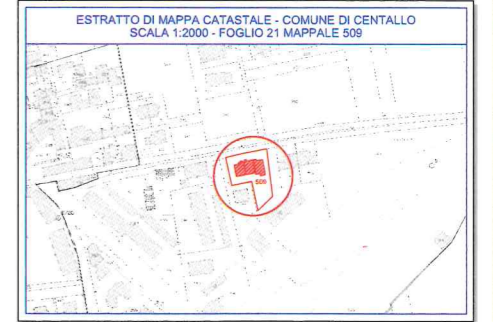 ESTRATTO DI MAPPA CATASTALE - COMUNE DI CENTALLO
SCALA 1:2000 - FOGLIO 21 MAPPALE 509
509